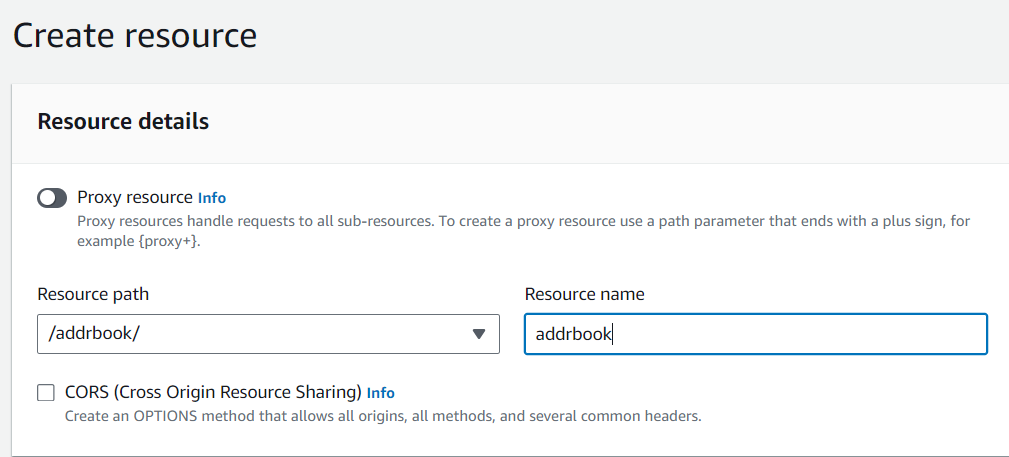 Create resource
Resource details
Proxy resource Info
Proxy resources handle requests to all sub-resources. To create a proxy resource use a path parameter that ends with a plus sign, for
example {proxy+}.
Resource path
Resource name
/addrbook/
addrbook
CORS (Cross Origin Resource Sharing) Info
Create an OPTIONS method that allows all origins, all methods, and several common headers.